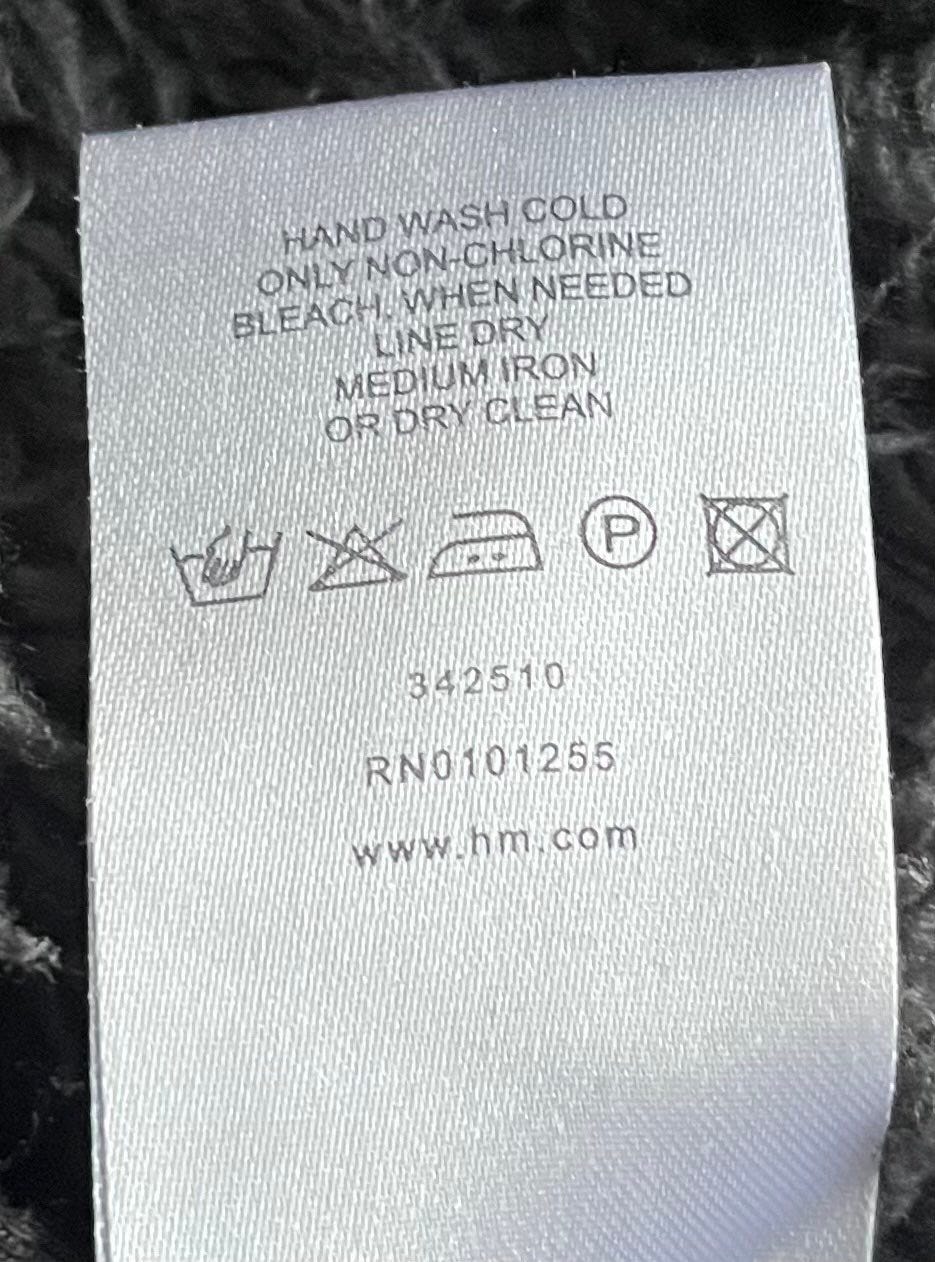 HAND WASH COLD
ONLY NON-CHLORINE
BLEACH. WHEN NEEDED
LINE DRY
MEDIUM IRON
OR DRY CLEAN
P
342510
RN0101255
www.hm.com